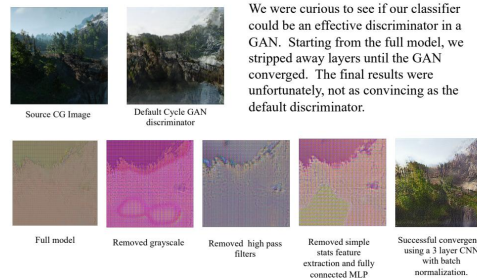 We were curious to see if our classifier
could be an effective discriminator in a
GAN. Starting from the full model, we
stripped away layers until the GAN
converged. The final results were
unfortunately, not as convincing as the
default discriminator.
Source CG Image
Default Cycle GAN
discriminator
Full model
Removed grayscale
Removed high pass
filters
Removed simple
stats feature
extraction and fully
connected MLP
Successful convergen
using a 3 layer CNN
with batch
normalization.